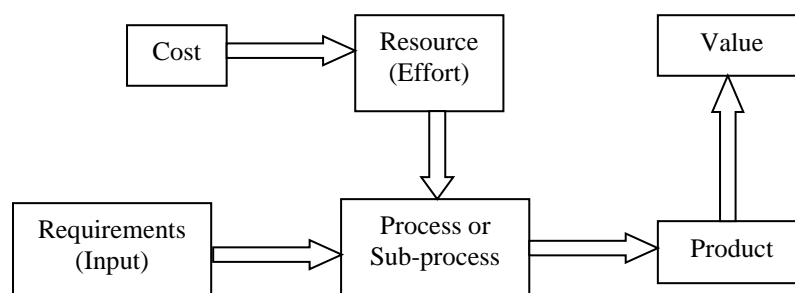 Cost
Resource
(Effort)
Value
Requirements
(Input)
Process or
Sub-process
Product